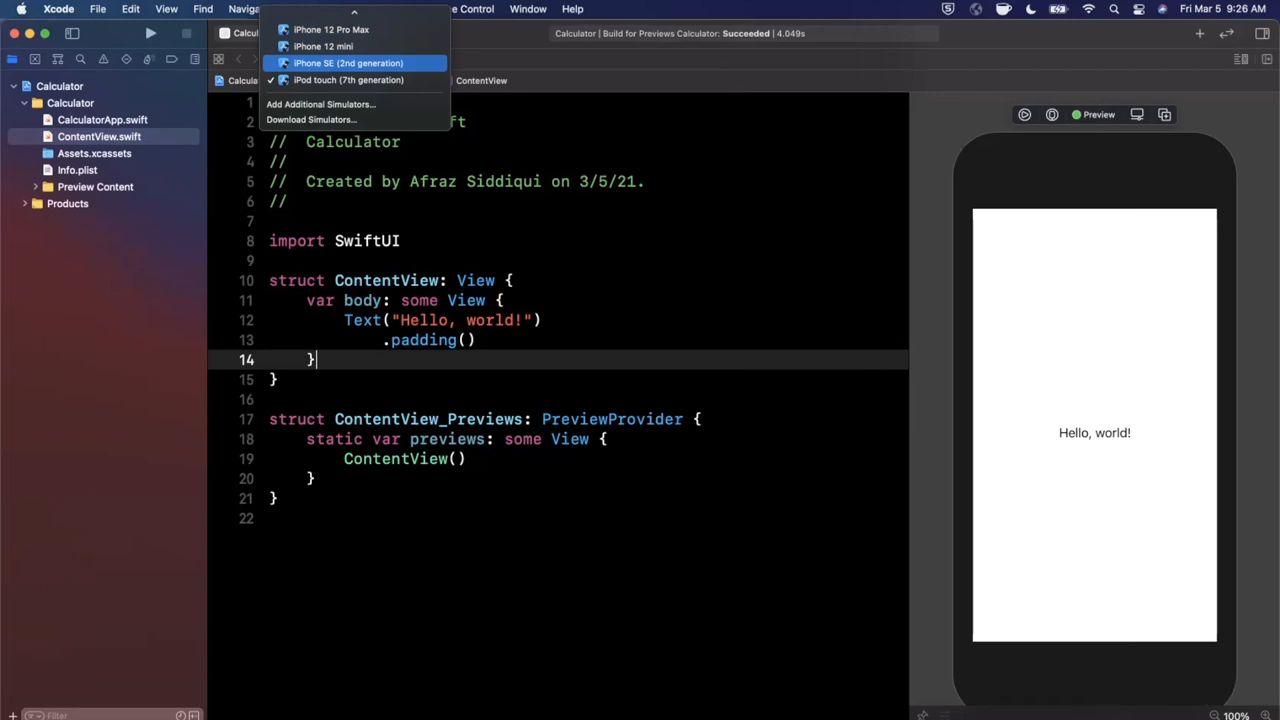 Xcode File Edit View Find Naviga e Control Window Help Fri Mar 5 9:26 AM
iPhone 12 Pro Max
iPhone 12 mini
iPhone SE (2nd generation)
✓ iPod touch (7th generation)
Add Additional Simulators...
Download Simulators...
Calcul
Calculator | Build for Previews Calculator: Succeeded | 4.049s
Calcula
ContentView
Calculator
Calculator
CalculatorApp.swift
ContentView.swift
Assets.xcassets
Info.plist
Preview Content
Products
1
2 ft
3 //  Calculator
4 //
5 //  Created by Afraz Siddiqui on 3/5/21.
6 //
7
8 import SwiftUI
9
10 struct ContentView: View {
11     var body: some View {
12         Text("Hello, world!")
13             .padding()
14     }
15 }
16
17 struct ContentView_Previews: PreviewProvider {
18     static var previews: some View {
19         ContentView()
20     }
21 }
22
Preview
Hello, world!
Filter
100%